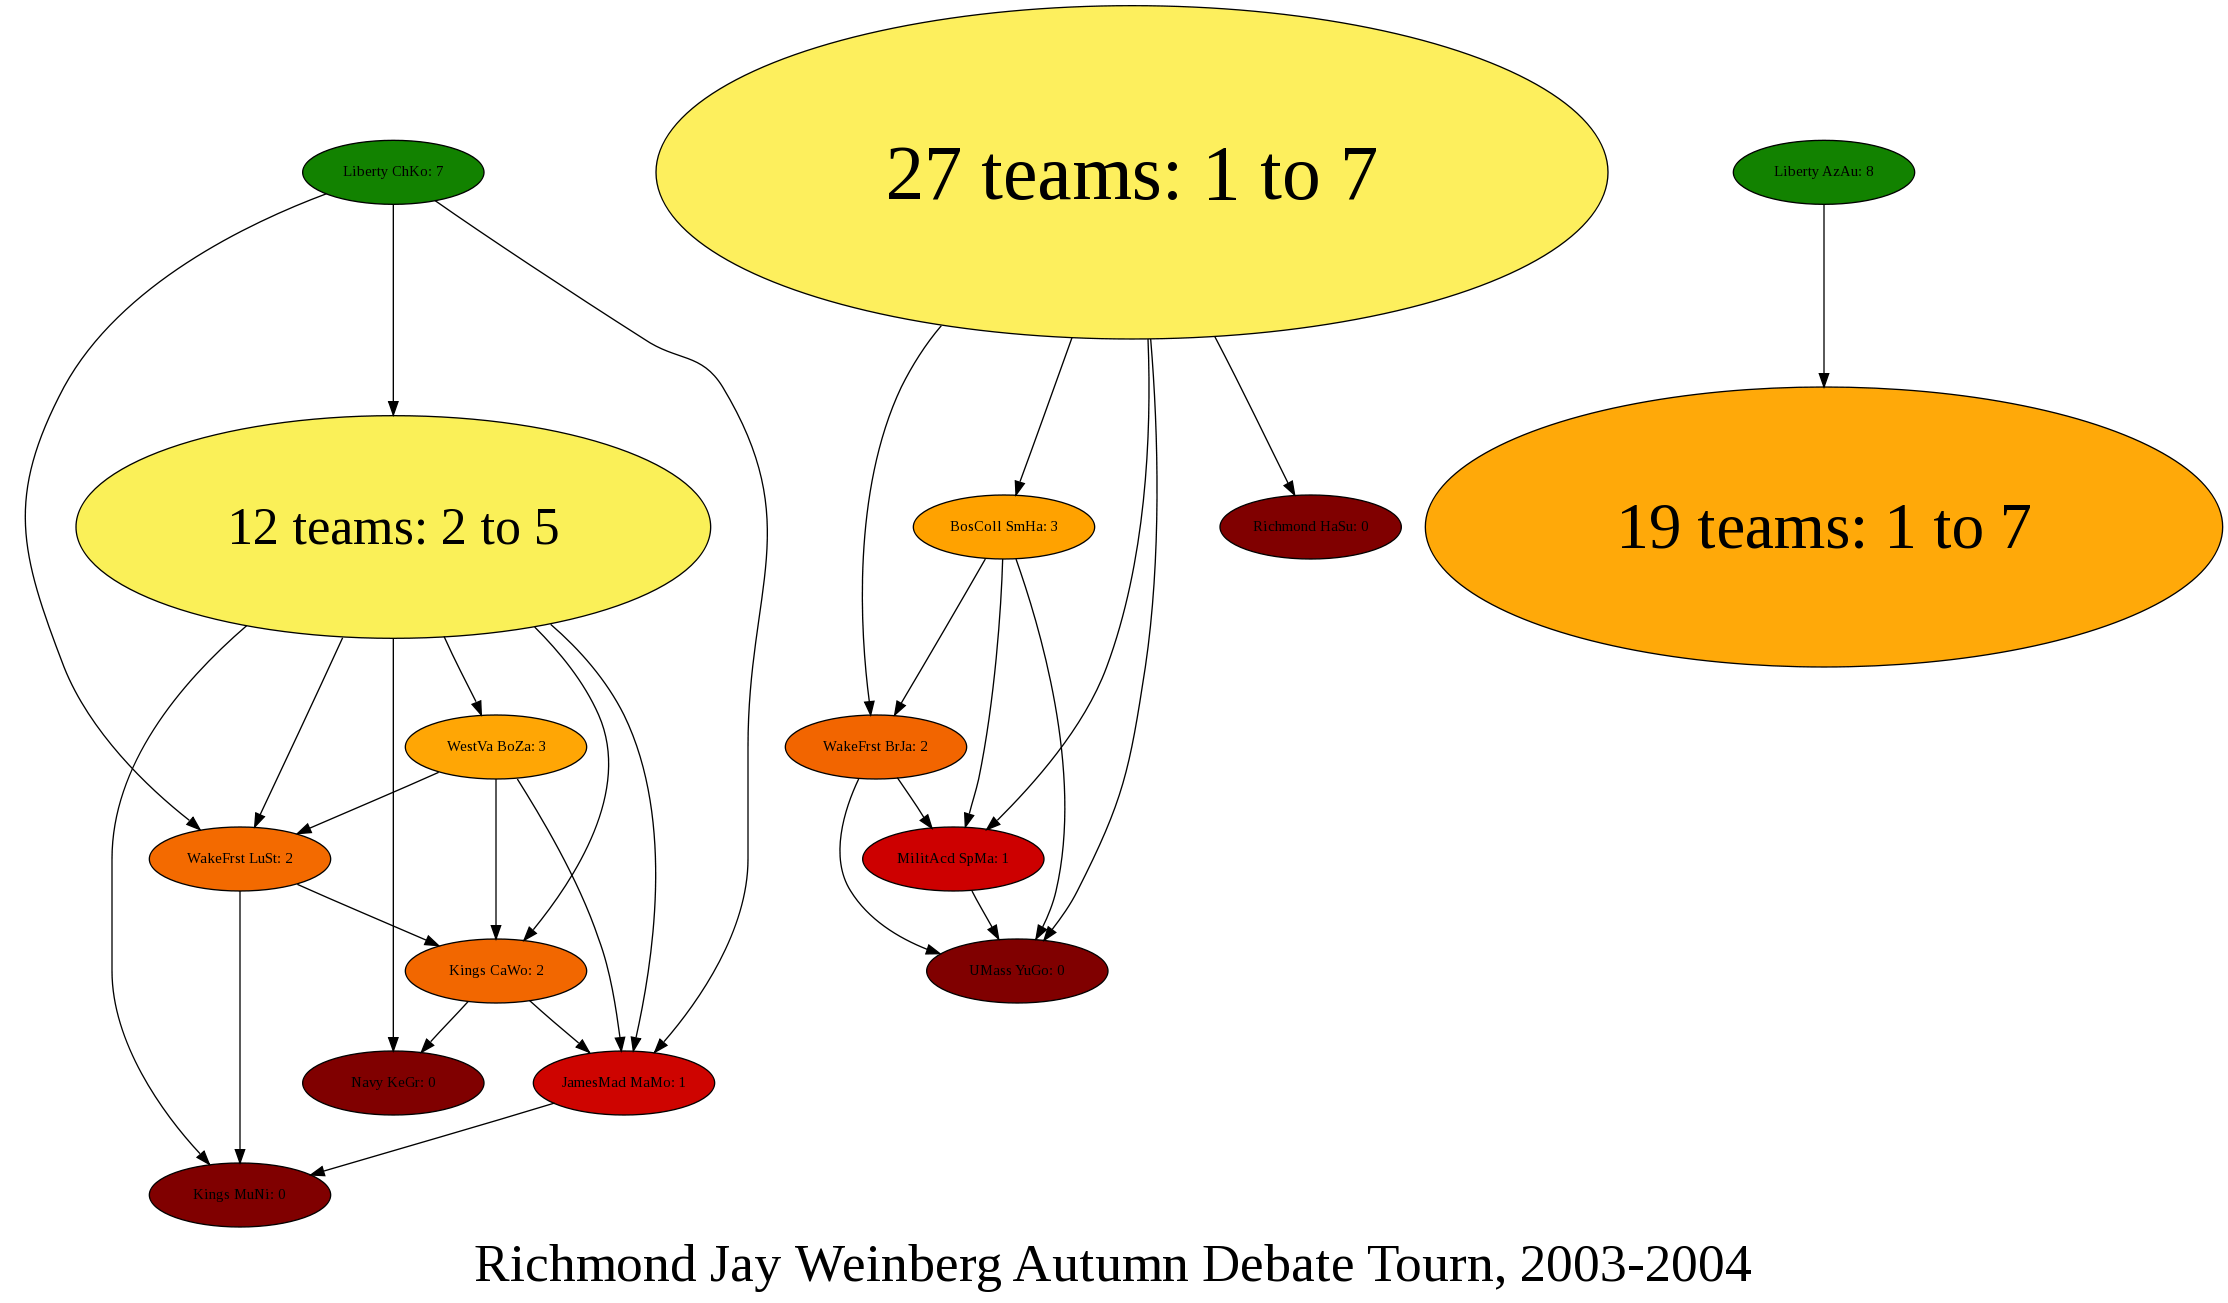 27 teams: 1 to 7
Liberty ChKo: 7
Liberty AzAu: 8
12 teams: 2 to 5
BosColl SmHa: 3
Richmond HaSu: 0
19 teams: 1 to 7
WestVa BoZa: 3
WakeFrst BrJa: 2
WakeFrst LuSt: 2
MilitAcd SpMa: 1
Kings CaWo: 2
UMass YuGo: 0
Navy KeGr: 0
JamesMad MaMo: 1
Kings MuNi: 0
Richmond Jay Weinberg Autumn Debate Tourn, 2003-2004